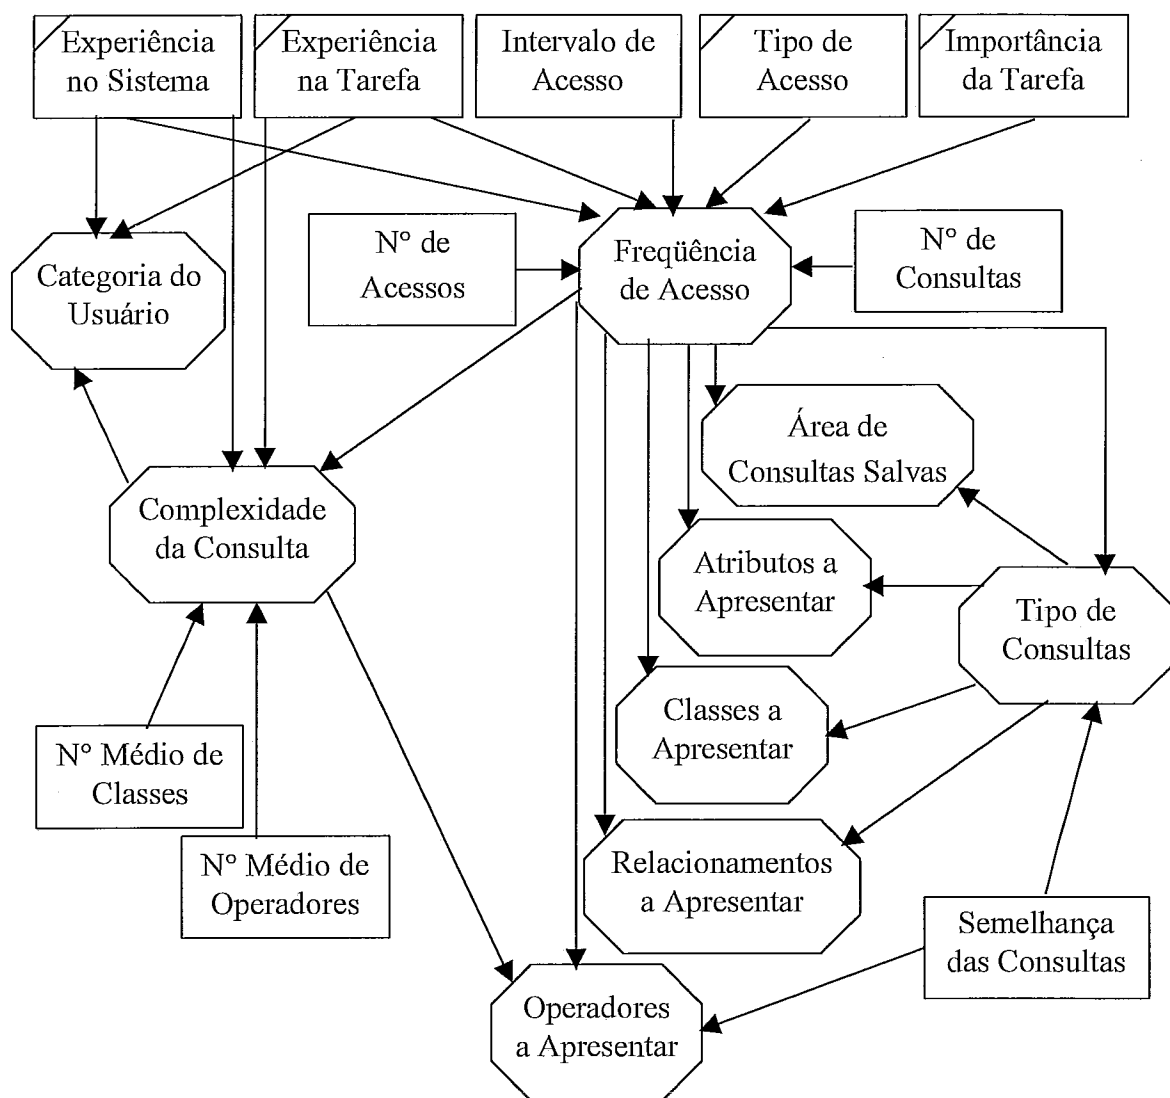 Experiência
no Sistema
Experiência
na Tarefa
Intervalo de
Acesso
Tipo de
Acesso
Importância
da Tarefa
Categoria do
Usuário
Nº de
Acessos
Freqüência
de Acesso
Nº de
Consultas
Área de
Consultas Salvas
Complexidade
da Consulta
Atributos a
Apresentar
Tipo de
Consultas
Classes a
Apresentar
Nº Médio de
Classes
Nº Médio de
Operadores
Relacionamentos
a Apresentar
Semelhança
das Consultas
Operadores
a Apresentar